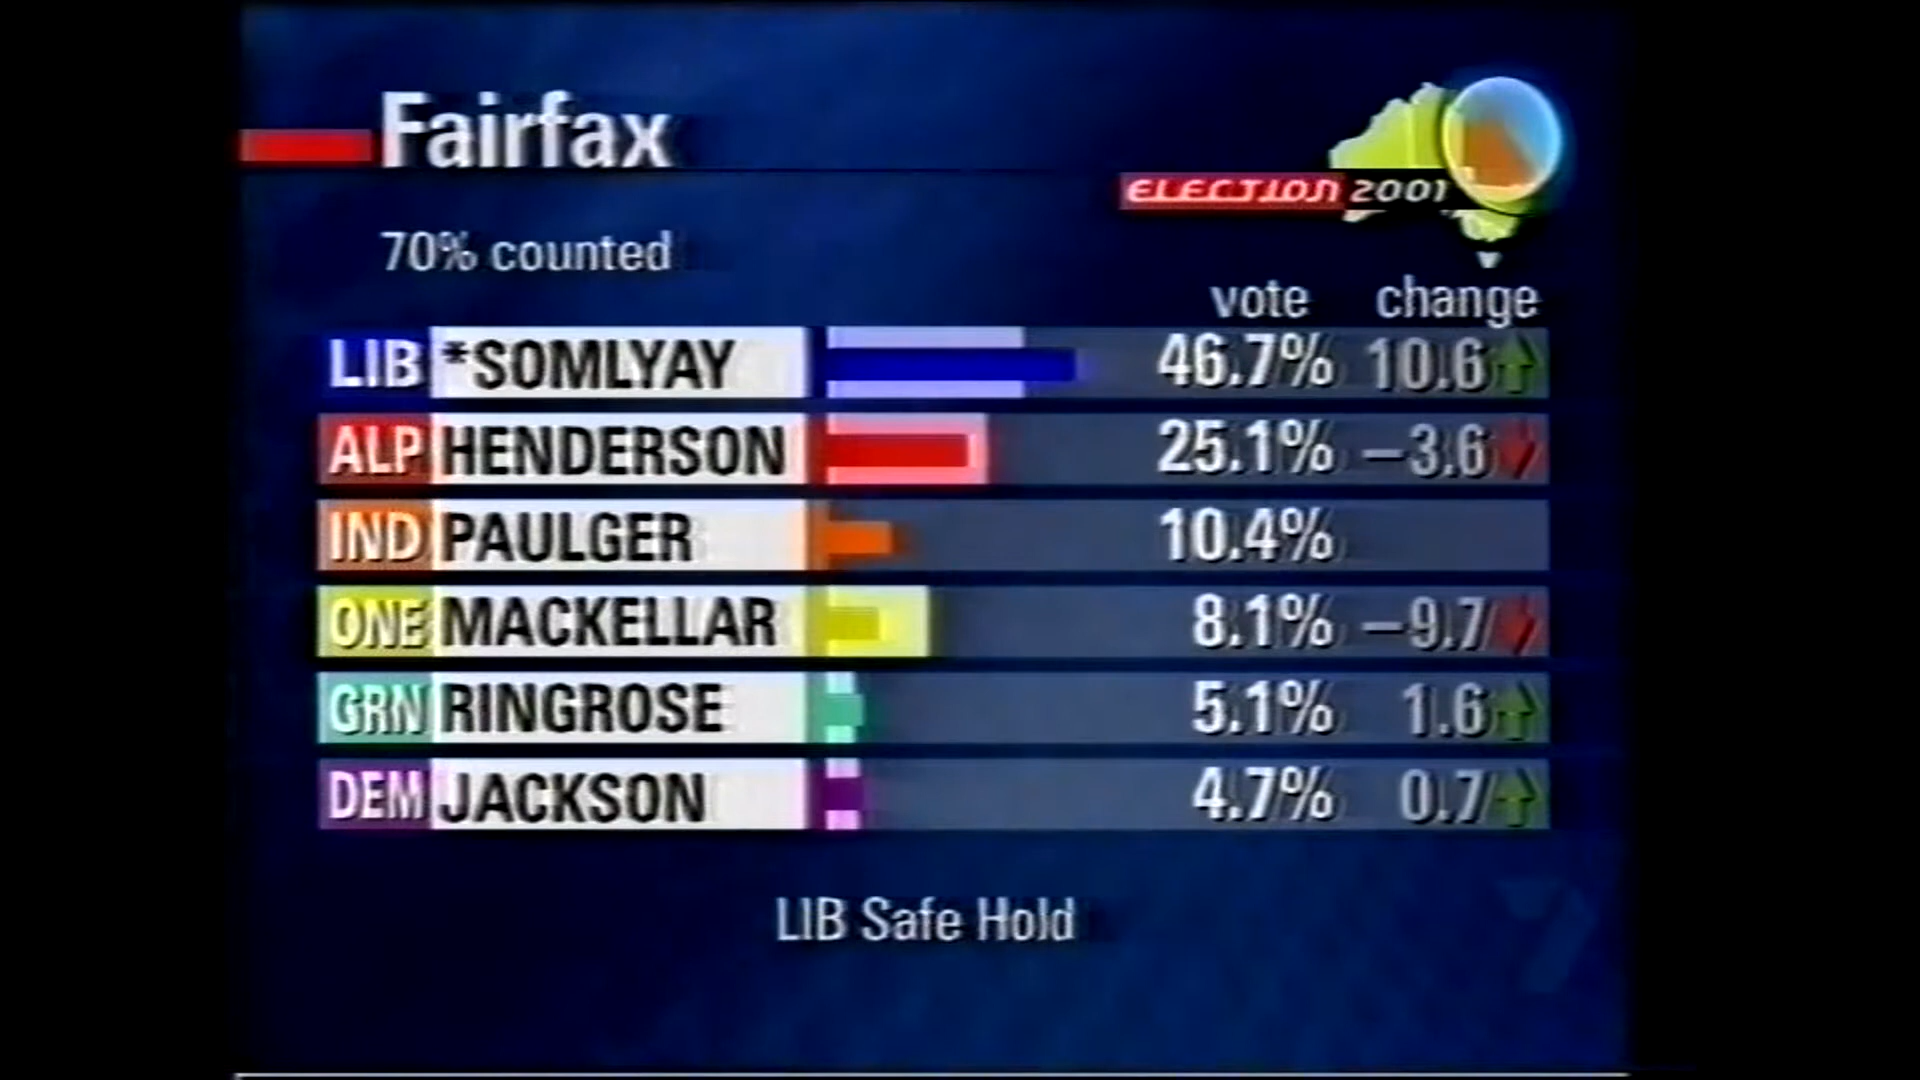 Fairfax
ELECTION 2001
70% counted
vote change
LIB *SOMLYAY 46.7% 10.6
ALP HENDERSON 25.1% –3.6
IND PAULGER 10.4%
ONE MACKELLAR 8.1% –9.7
GRN RINGROSE 5.1% 1.6
DEM JACKSON 4.7% 0.7
LIB Safe Hold